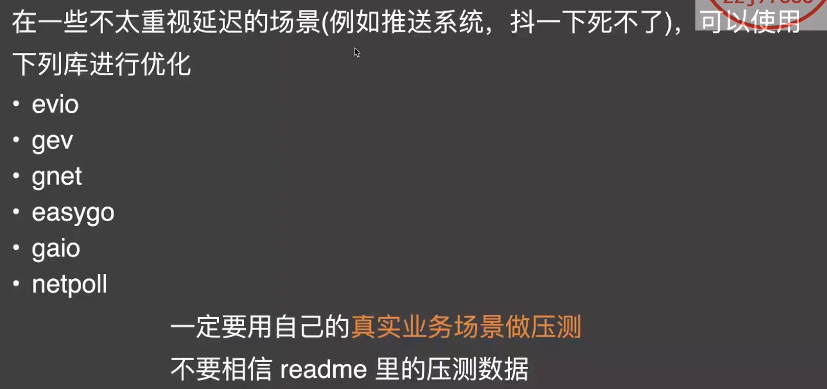 在一些不太重视延迟的场景(例如推送系统，抖一下死不了)，可以使用
下列库进行优化
• evio
• gev
• gnet
• easygo
• gaio
• netpoll
一定要用自己的真实业务场景做压测
不要相信 readme 里的压测数据